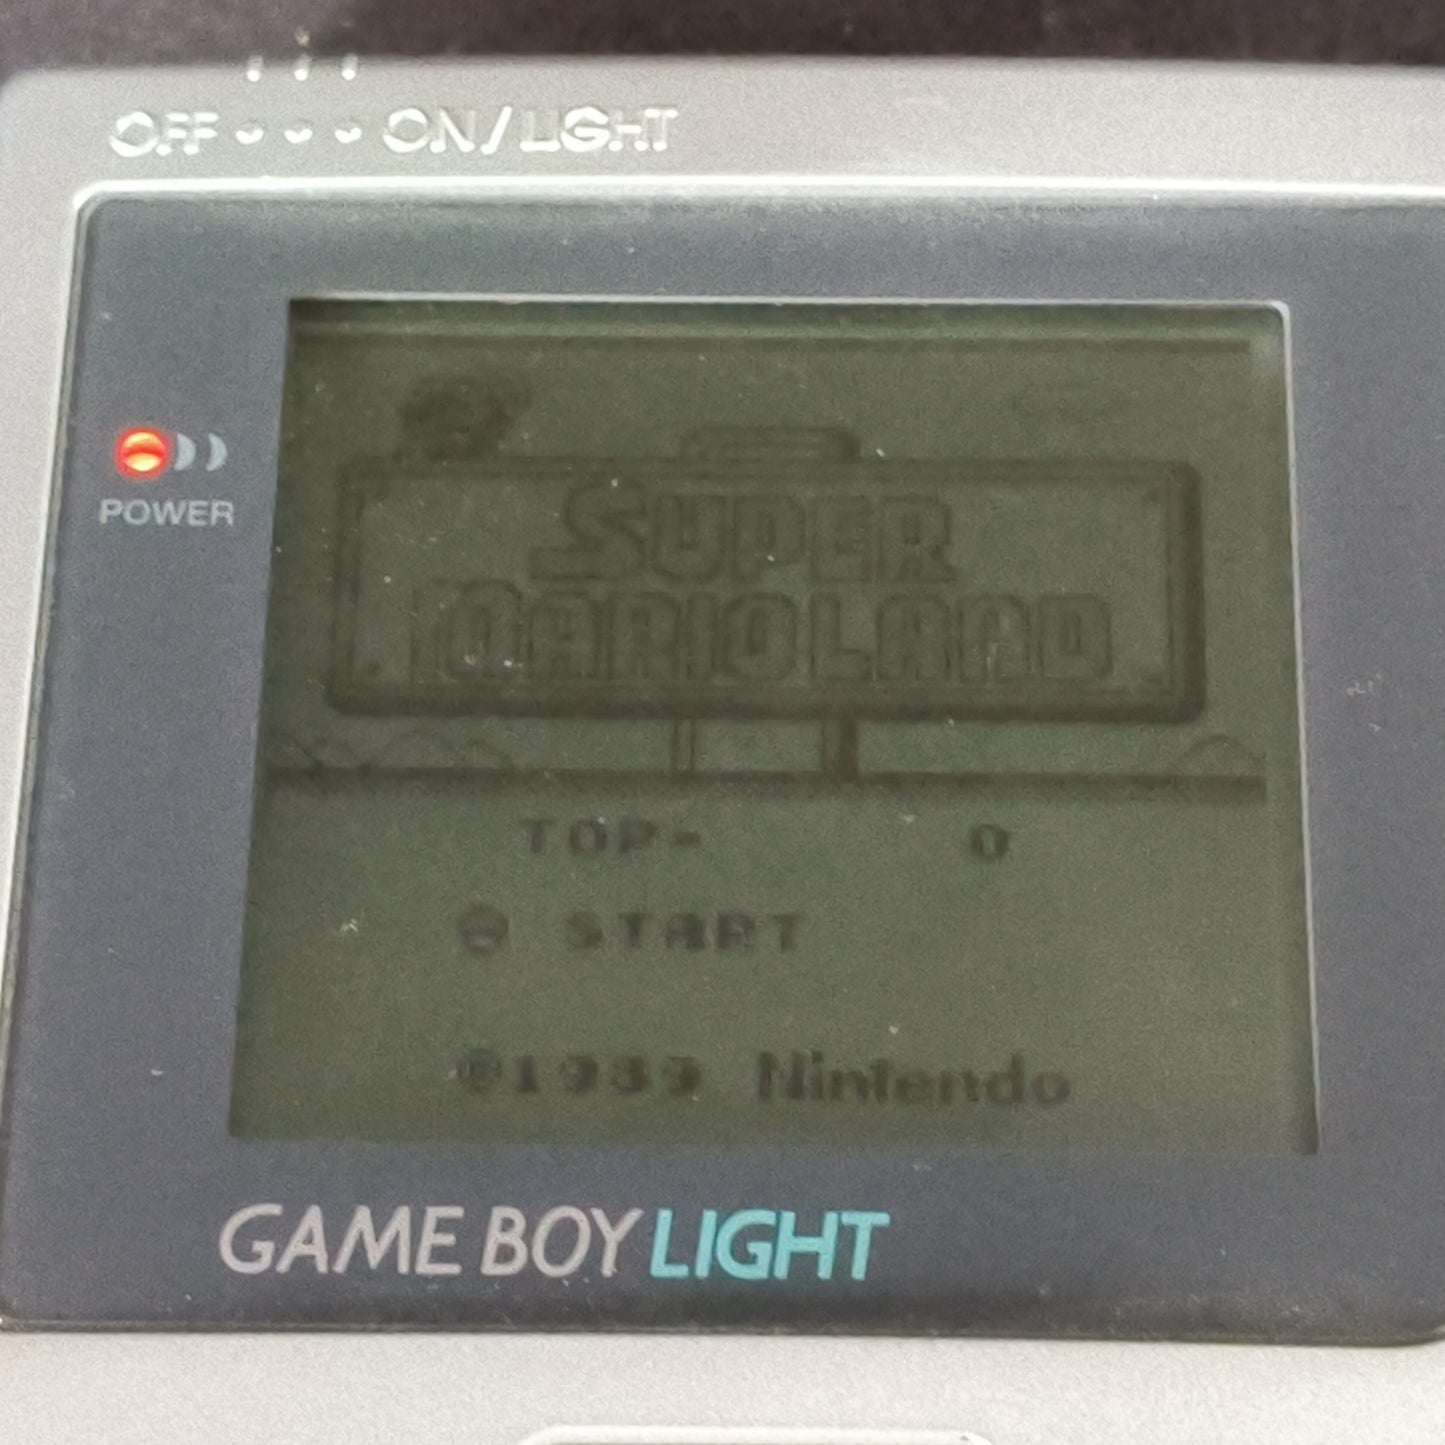 OFF••• ON/LIGHT
POWER
SUPER
MARIOLAND
TOP- 0
START
©1989 Nintendo
GAME BOY LIGHT